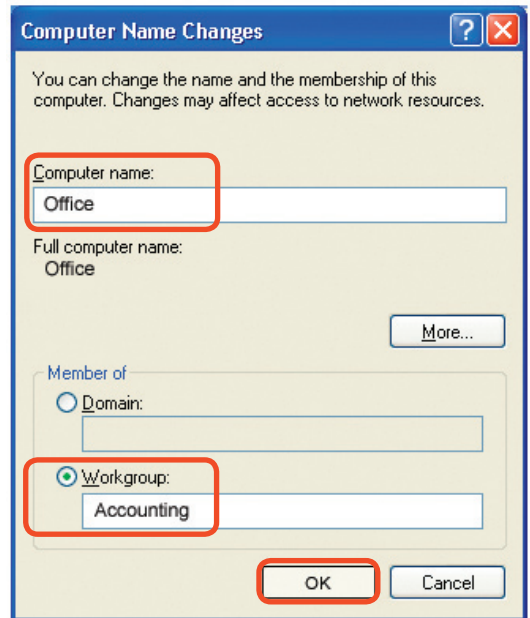 Computer Name Changes
You can change the name and the membership of this
computer. Changes may affect access to network resources.
Computer name:
Office
Full computer name:
Office
More...
Member of
Domain:
Workgroup:
Accounting
OK
Cancel